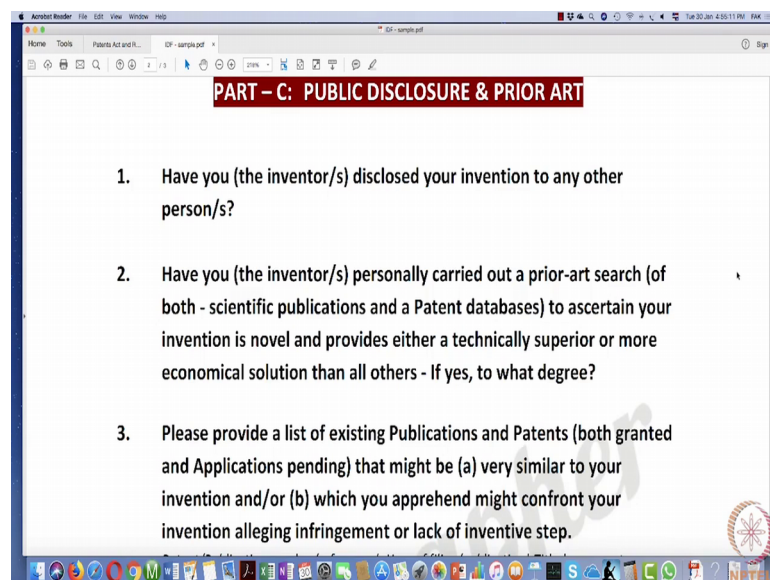 Acrobat Reader File Edit View Window Help
Tue 30 Jan 4:55:11 PM FAK
IDF - sample.pdf
Home Tools Patents Act and R... IDF - sample.pdf × Sign
2 / 3
PART – C: PUBLIC DISCLOSURE & PRIOR ART
1. Have you (the inventor/s) disclosed your invention to any other
person/s?
2. Have you (the inventor/s) personally carried out a prior-art search (of
both - scientific publications and a Patent databases) to ascertain your
invention is novel and provides either a technically superior or more
economical solution than all others - If yes, to what degree?
3. Please provide a list of existing Publications and Patents (both granted
and Applications pending) that might be (a) very similar to your
invention and/or (b) which you apprehend might confront your
invention alleging infringement or lack of inventive step.